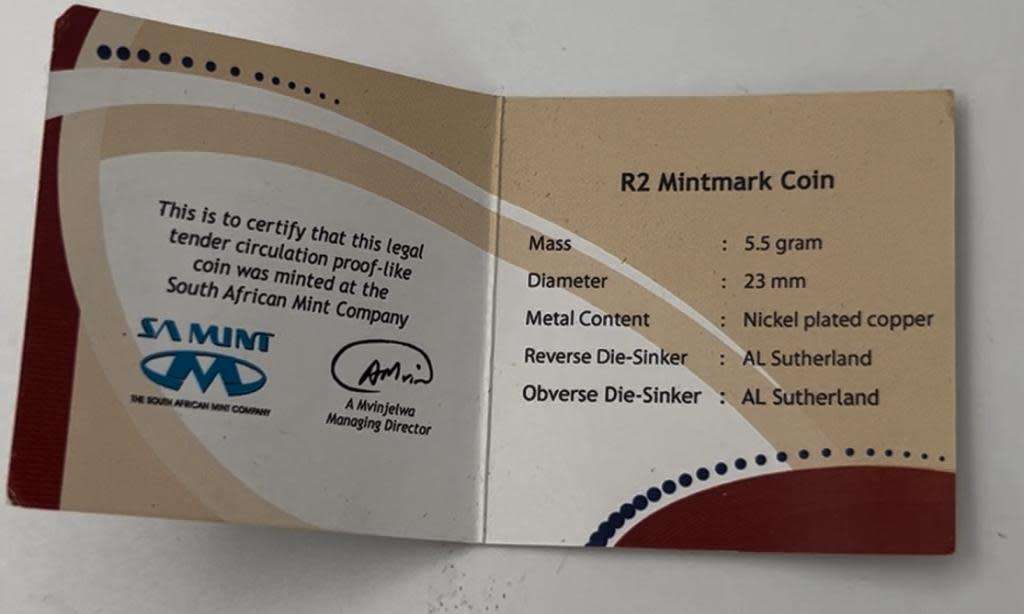 This is to certify that this legal
tender circulation proof-like
coin was minted at the
South African Mint Company
SA MINT
THE SOUTH AFRICAN MINT COMPANY
AMvin
A Mvinjelwa
Managing Director
R2 Mintmark Coin
Mass : 5.5 gram
Diameter : 23 mm
Metal Content : Nickel plated copper
Reverse Die-Sinker : AL Sutherland
Obverse Die-Sinker : AL Sutherland